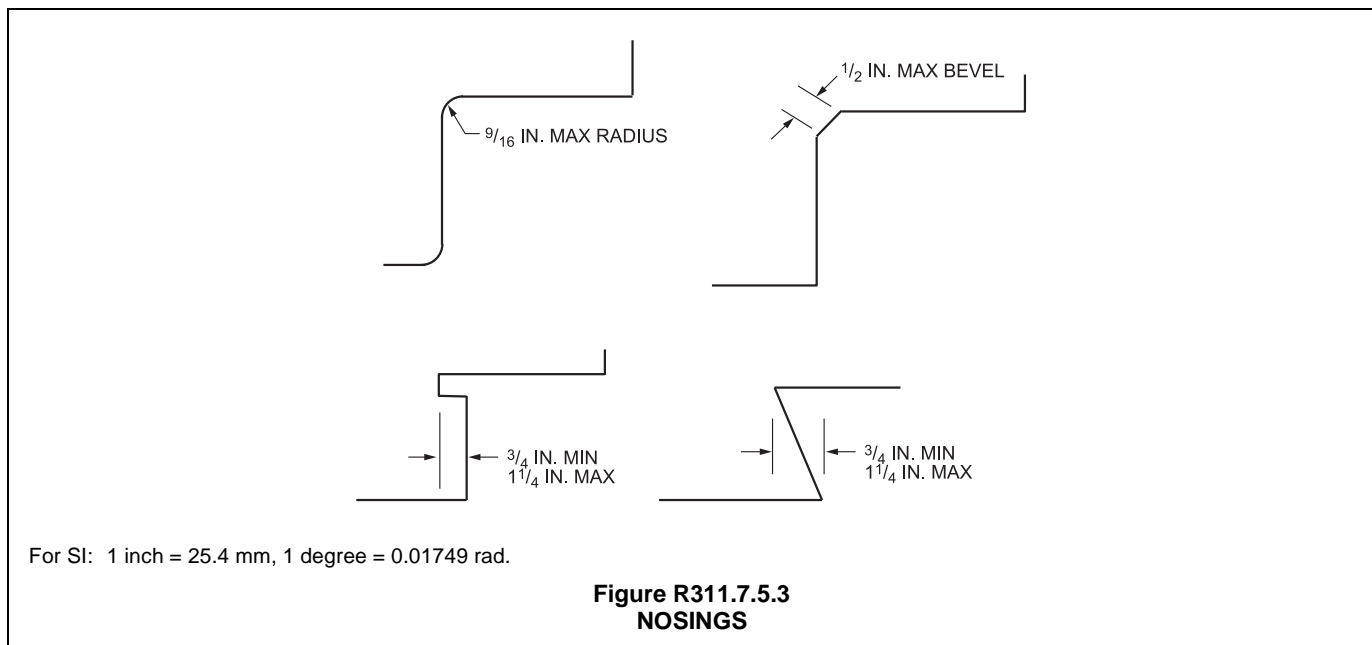 1/2 IN. MAX BEVEL
9/16 IN. MAX RADIUS
3/4 IN. MIN
1 1/4 IN. MAX
3/4 IN. MIN
1 1/4 IN. MAX
For SI: 1 inch = 25.4 mm, 1 degree = 0.01749 rad.
Figure R311.7.5.3
NOSINGS